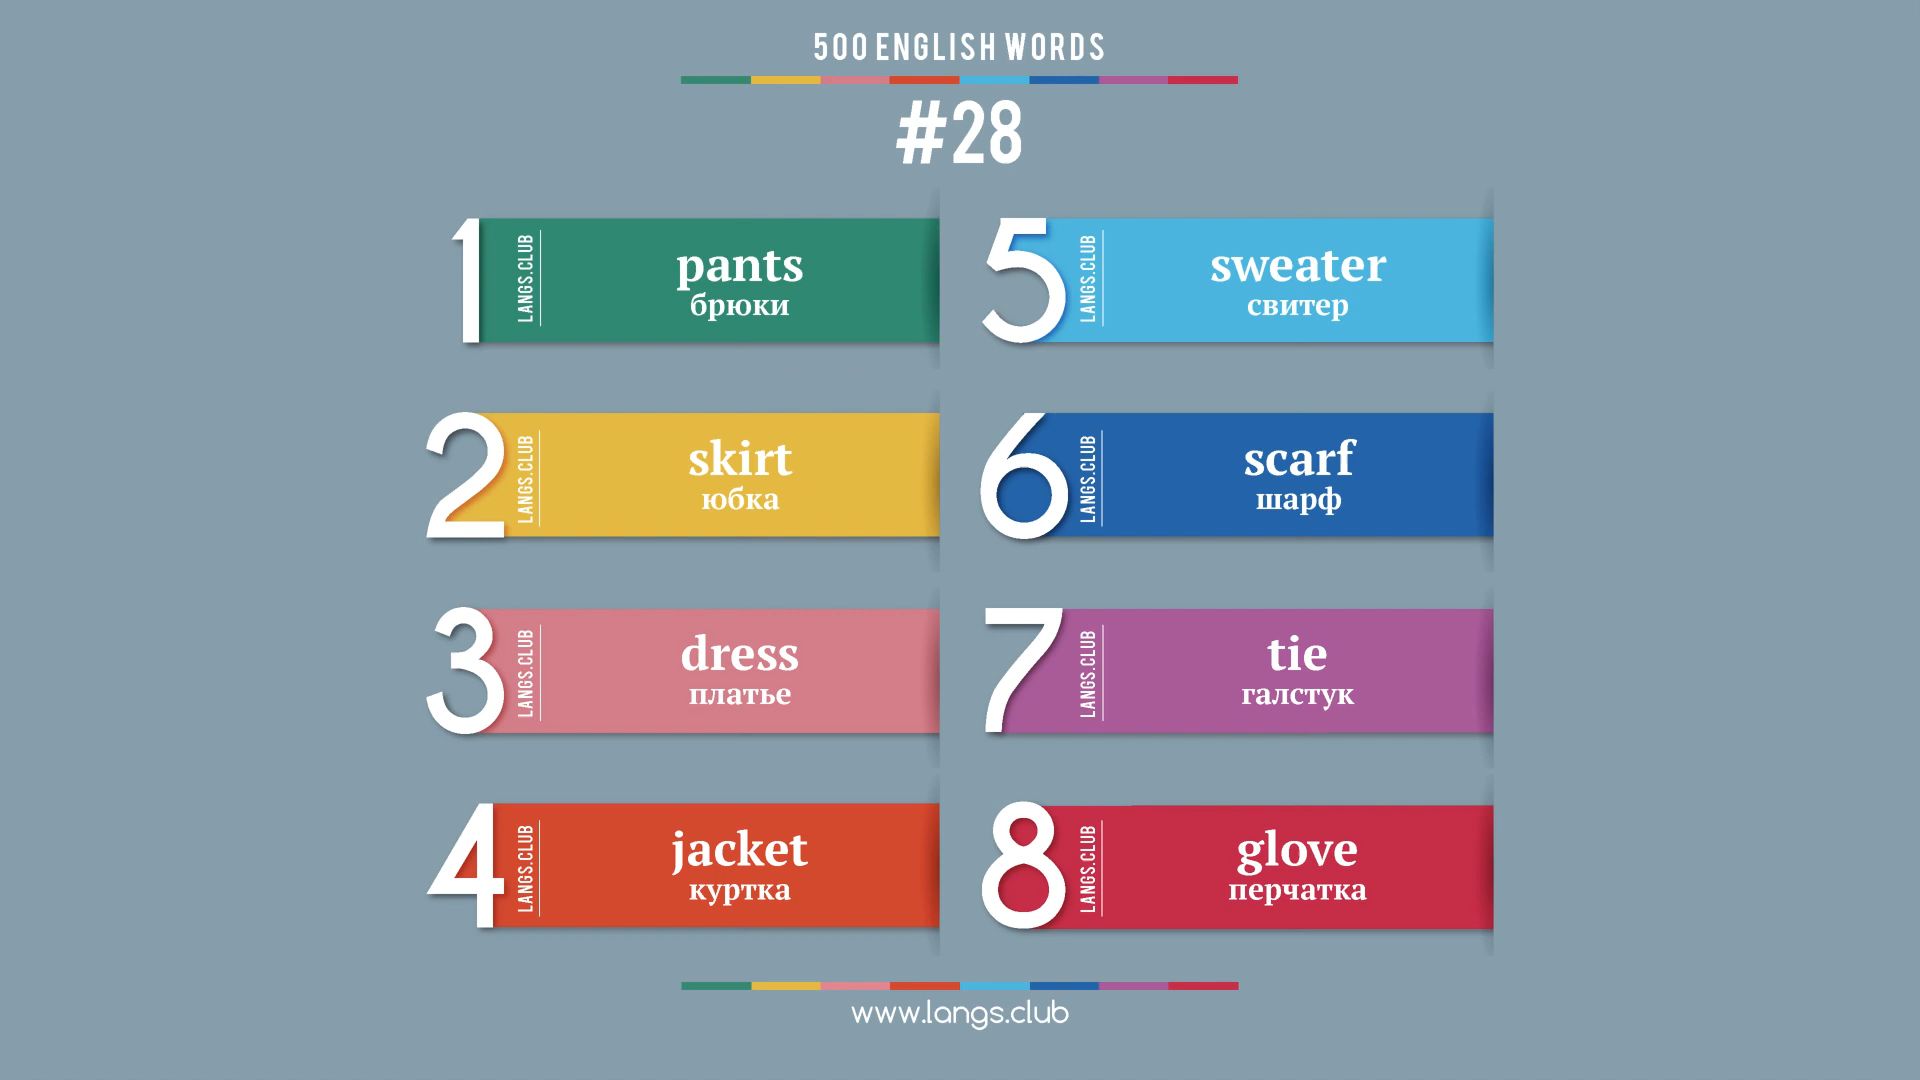 500 ENGLISH WORDS
#28
1
LANGS.CLUB
pants
брюки
2
LANGS.CLUB
skirt
юбка
3
LANGS.CLUB
dress
платье
4
LANGS.CLUB
jacket
куртка
5
LANGS.CLUB
sweater
свитер
6
LANGS.CLUB
scarf
шарф
7
LANGS.CLUB
tie
галстук
8
LANGS.CLUB
glove
перчатка
www.langs.club